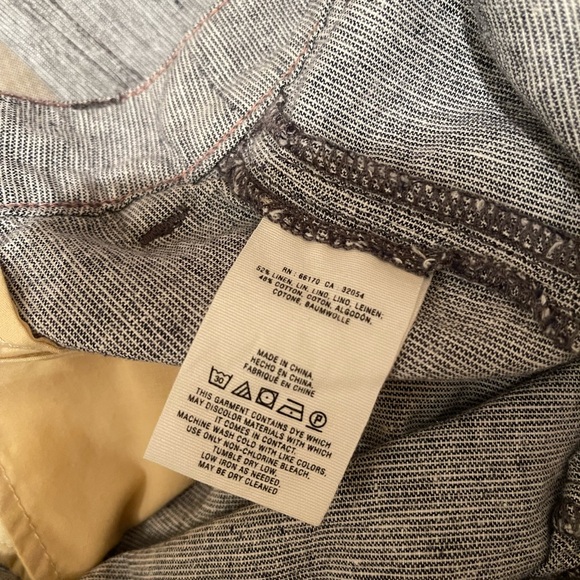 RN: 66170 CA 32054
52% LINEN, LIN, LINO, LINO, LEINEN;
48% COTTON, COTON, ALGODÓN,
COTONE, BAUMWOLLE
MADE IN CHINA
HECHO EN CHINA
FABRIQUÉ EN CHINE
30 P
THIS GARMENT CONTAINS DYE WHICH
MAY DISCOLOR MATERIALS WITH WHICH
IT COMES IN CONTACT.
MACHINE WASH COLD WITH LIKE COLORS,
USE ONLY NON-CHLORINE BLEACH,
TUMBLE DRY LOW.
LOW IRON AS NEEDED.
MAY BE DRY CLEANED